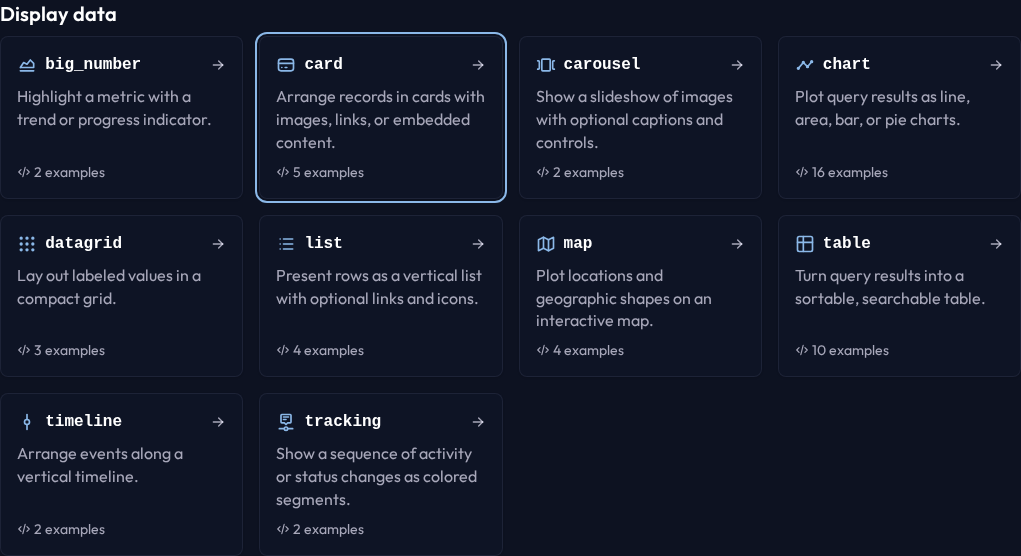 Display data
big_number
Highlight a metric with a
trend or progress indicator.
2 examples
card
Arrange records in cards with
images, links, or embedded
content.
5 examples
carousel
Show a slideshow of images
with optional captions and
controls.
2 examples
chart
Plot query results as line,
area, bar, or pie charts.
16 examples
datagrid
Lay out labeled values in a
compact grid.
3 examples
list
Present rows as a vertical list
with optional links and icons.
4 examples
map
Plot locations and
geographic shapes on an
interactive map.
4 examples
table
Turn query results into a
sortable, searchable table.
10 examples
timeline
Arrange events along a
vertical timeline.
2 examples
tracking
Show a sequence of activity
or status changes as colored
segments.
2 examples